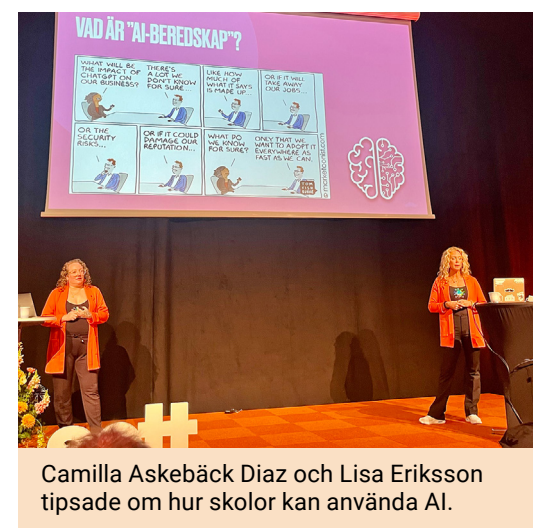 VAD ÄR "AI-BEREDSKAP"?
WHAT WILL BE
THE IMPACT OF
CHATGPT ON
OUR BUSINESS?
THERE'S
A LOT WE
DON'T KNOW
FOR SURE...
LIKE HOW
MUCH OF
WHAT IT SAYS
IS MADE UP...
OR IF IT WILL
TAKE AWAY
OUR JOBS...
OR THE
SECURITY
RISKS...
OR IF IT COULD
DAMAGE OUR
REPUTATION...
WHAT DO
WE KNOW
FOR SURE?
ONLY THAT WE
WANT TO ADOPT IT
EVERYWHERE AS
FAST AS WE CAN.
© marketoonist.com
Camilla Askebäck Diaz och Lisa Eriksson
tipsade om hur skolor kan använda AI.